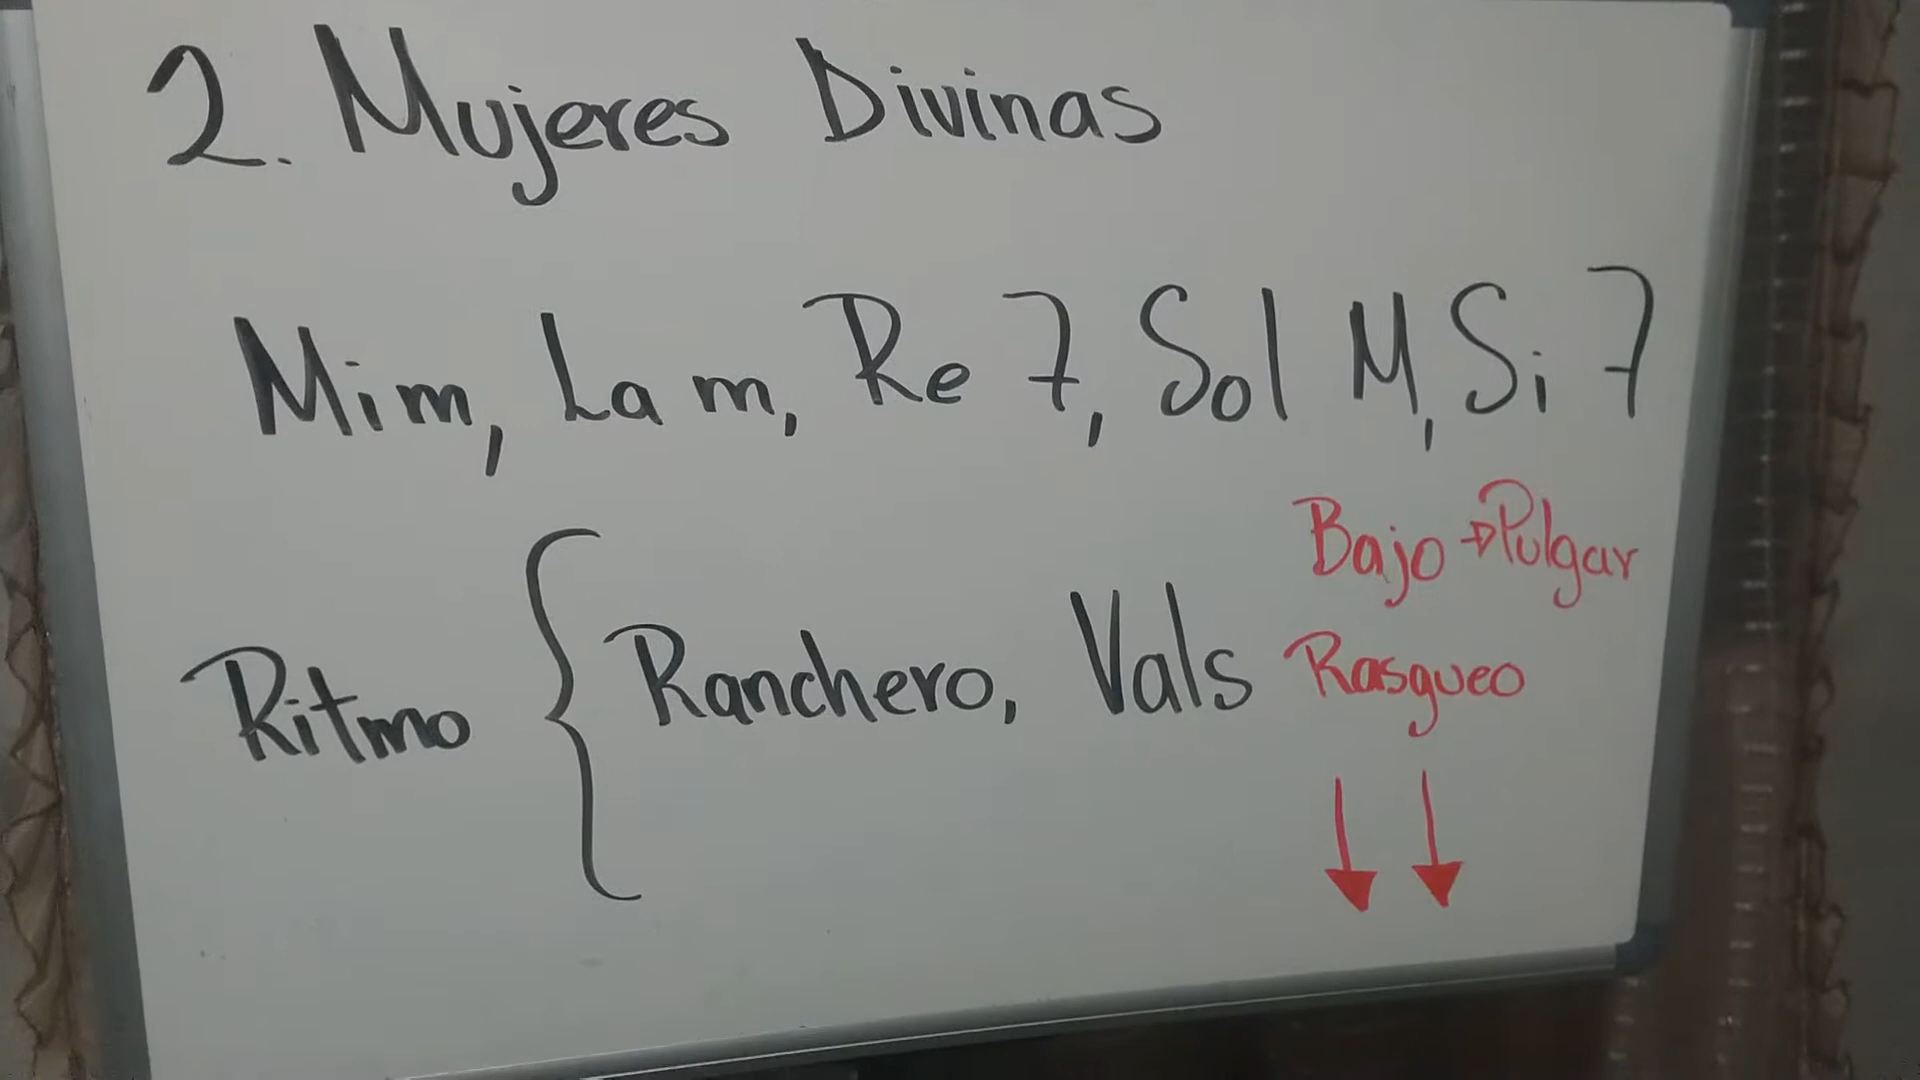 2. Mujeres Divinas
Mim, La m, Re 7, Sol M, Si 7
Bajo → Pulgar
Ritmo { Ranchero, Vals Rasgueo
↓ ↓